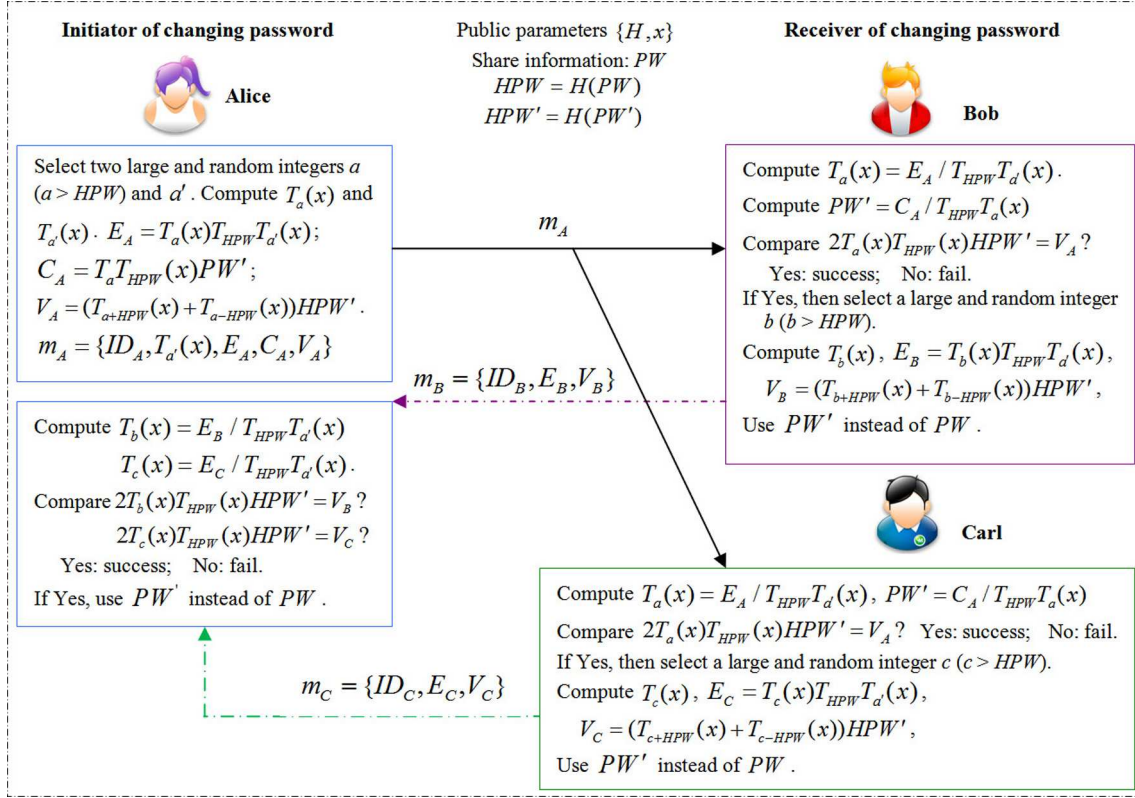 Initiator of changing password
Alice
Public parameters {H, x}
Share information: PW
HPW = H(PW)
HPW' = H(PW')
Receiver of changing password
Bob
Select two large and random integers a
(a > HPW) and a'. Compute T_a(x) and
T_a'(x). E_A = T_a(x)T_HPW T_a'(x);
C_A = T_a T_HPW(x)PW';
V_A = (T_a+HPW(x) + T_a-HPW(x))HPW'.
m_A = {ID_A, T_a'(x), E_A, C_A, V_A}
m_A
Compute T_a(x) = E_A / T_HPW T_a'(x).
Compute PW' = C_A / T_HPW T_a(x)
Compare 2T_a(x)T_HPW(x)HPW' = V_A?
Yes: success; No: fail.
If Yes, then select a large and random integer
b (b > HPW).
Compute T_b(x), E_B = T_b(x)T_HPW T_a'(x),
V_B = (T_b+HPW(x) + T_b-HPW(x))HPW',
Use PW' instead of PW.
m_B = {ID_B, E_B, V_B}
Compute T_b(x) = E_B / T_HPW T_a'(x)
T_c(x) = E_C / T_HPW T_a'(x).
Compare 2T_b(x)T_HPW(x)HPW' = V_B?
2T_c(x)T_HPW(x)HPW' = V_C?
Yes: success; No: fail.
If Yes, use PW' instead of PW.
Carl
Compute T_a(x) = E_A / T_HPW T_a'(x), PW' = C_A / T_HPW T_a(x)
Compare 2T_a(x)T_HPW(x)HPW' = V_A? Yes: success; No: fail.
If Yes, then select a large and random integer c (c > HPW).
Compute T_c(x), E_C = T_c(x)T_HPW T_a'(x),
V_C = (T_c+HPW(x) + T_c-HPW(x))HPW',
Use PW' instead of PW.
m_C = {ID_C, E_C, V_C}